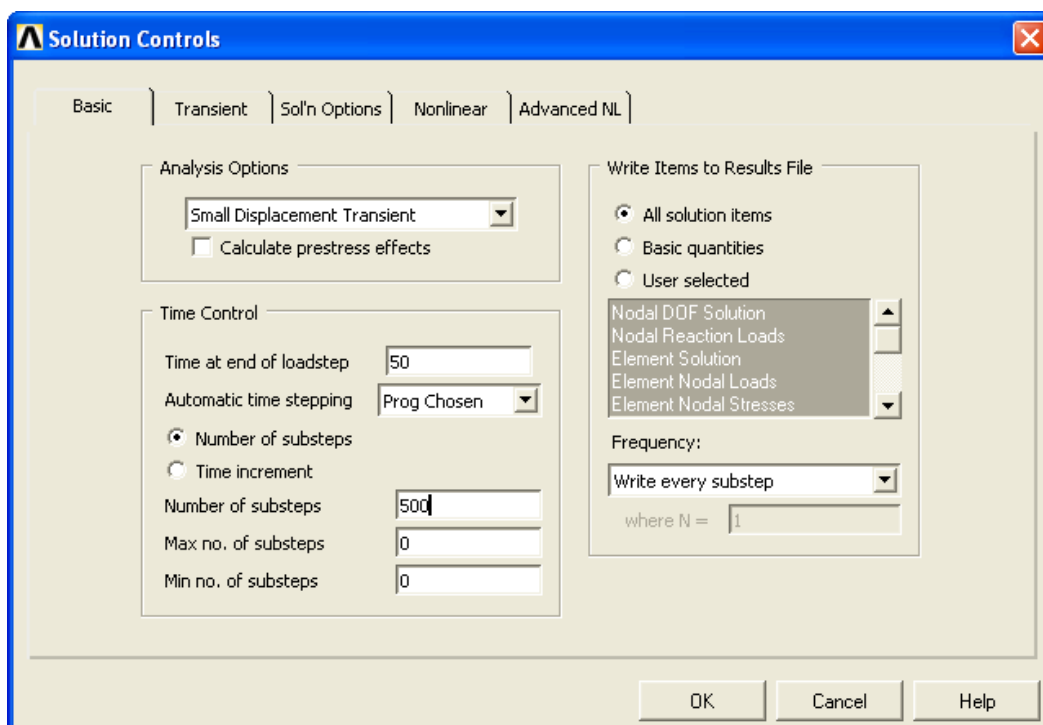 Solution Controls
Basic
Transient
Sol'n Options
Nonlinear
Advanced NL
Analysis Options
Small Displacement Transient
Calculate prestress effects
Time Control
Time at end of loadstep 50
Automatic time stepping Prog Chosen
Number of substeps
Time increment
Number of substeps 500
Max no. of substeps 0
Min no. of substeps 0
Write Items to Results File
All solution items
Basic quantities
User selected
Nodal DOF Solution
Nodal Reaction Loads
Element Solution
Element Nodal Loads
Element Nodal Stresses
Frequency:
Write every substep
where N = 1
OK
Cancel
Help